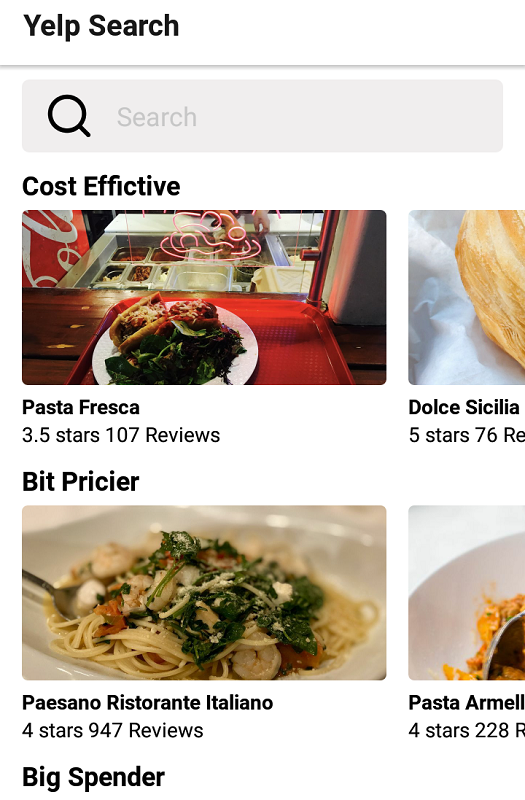 Yelp Search
Search
Cost Effictive
Pasta Fresca
3.5 stars 107 Reviews
Dolce Sicilia
5 stars 76 Re
Bit Pricier
Paesano Ristorante Italiano
4 stars 947 Reviews
Pasta Armell
4 stars 228 R
Big Spender